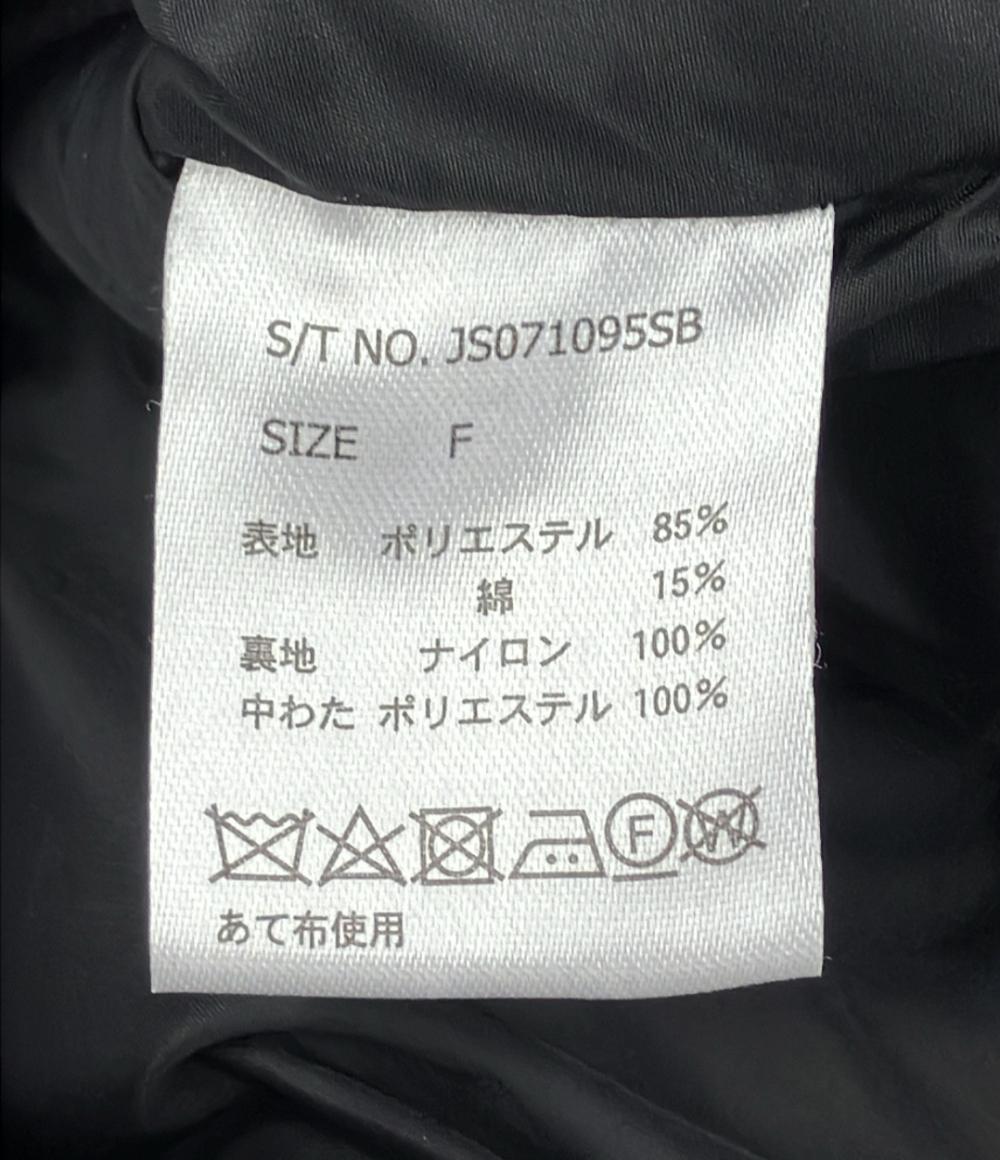 S/T NO. JS071095SB
SIZE F
表地 ポリエステル 85%
綿 15%
裏地 ナイロン 100%
中わた ポリエステル 100%
F W
あて布使用